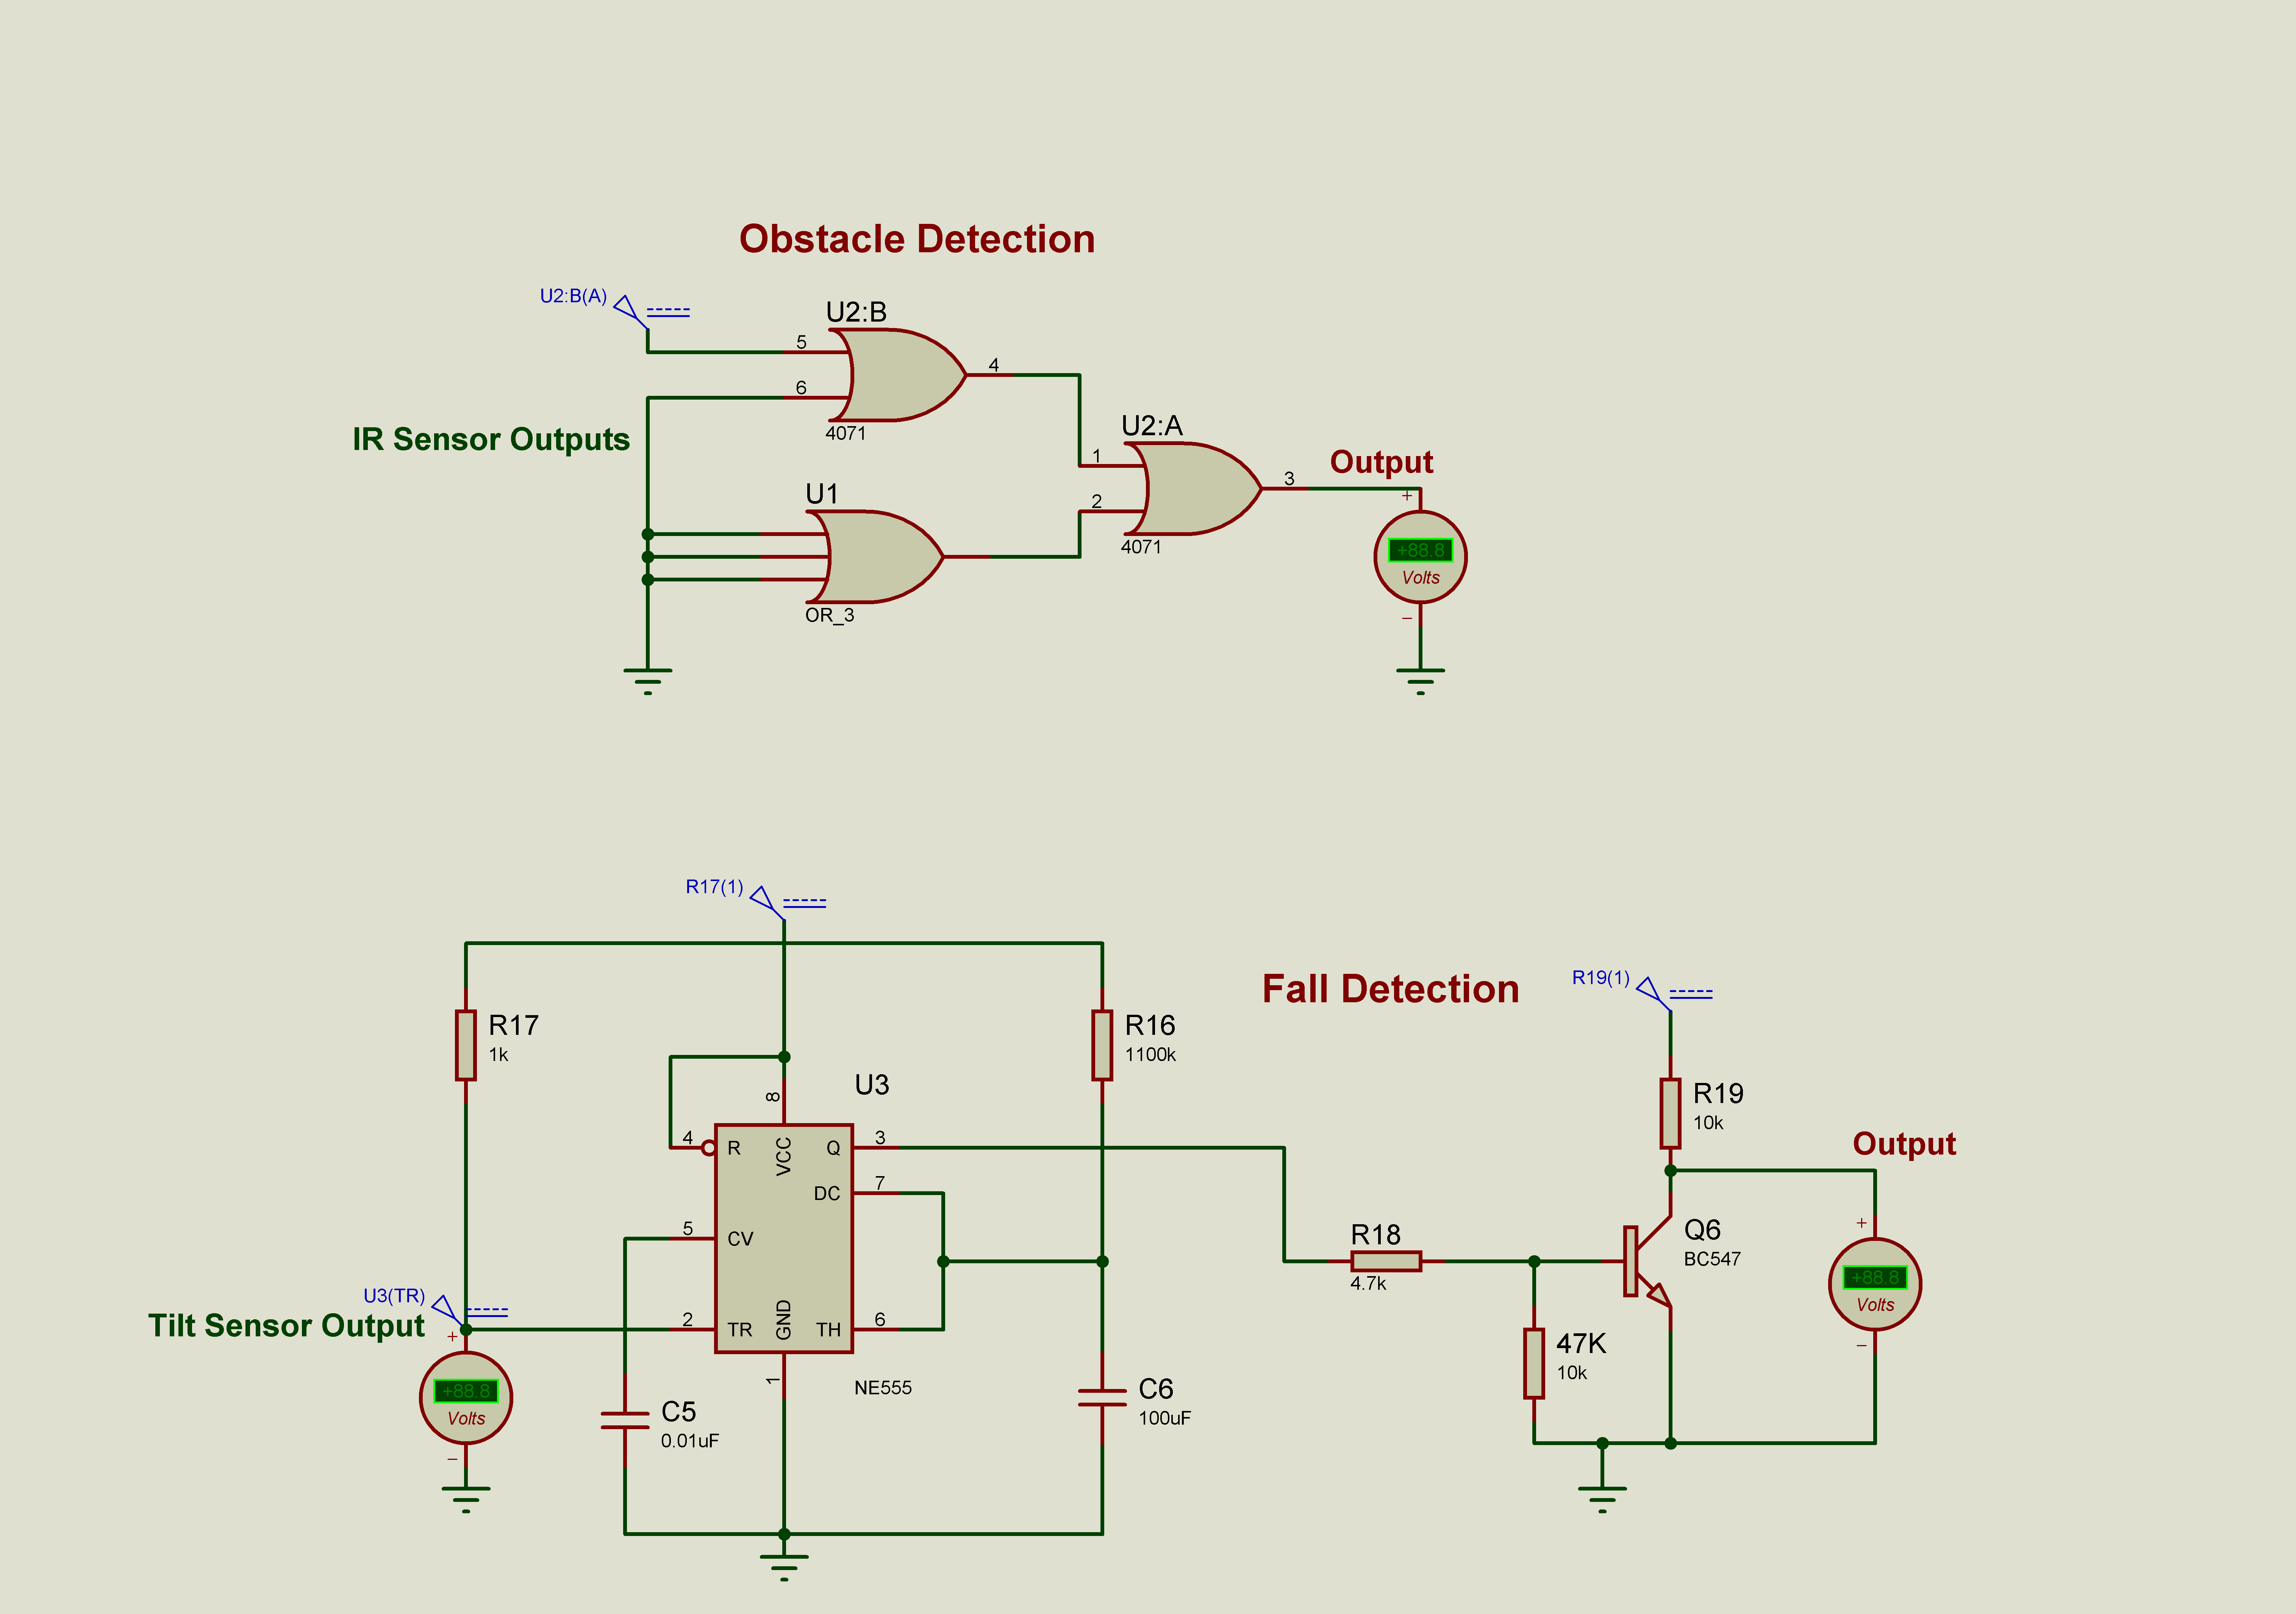 Obstacle Detection
U2:B(A)
U2:B
5
6
4
4071
IR Sensor Outputs
U2:A
1
2
3
4071
Output
U1
OR_3
+
+88.8
Volts
−
R17(1)
Fall Detection
R19(1)
R17
1k
R16
1100k
U3
8
4
R
VCC
Q
3
DC
7
5
CV
2
TR
GND
TH
6
1
NE555
R19
10k
Output
R18
4.7k
Q6
BC547
+
+88.8
Volts
−
U3(TR)
Tilt Sensor Output
+
+88.8
Volts
−
47K
10k
C5
0.01uF
C6
100uF